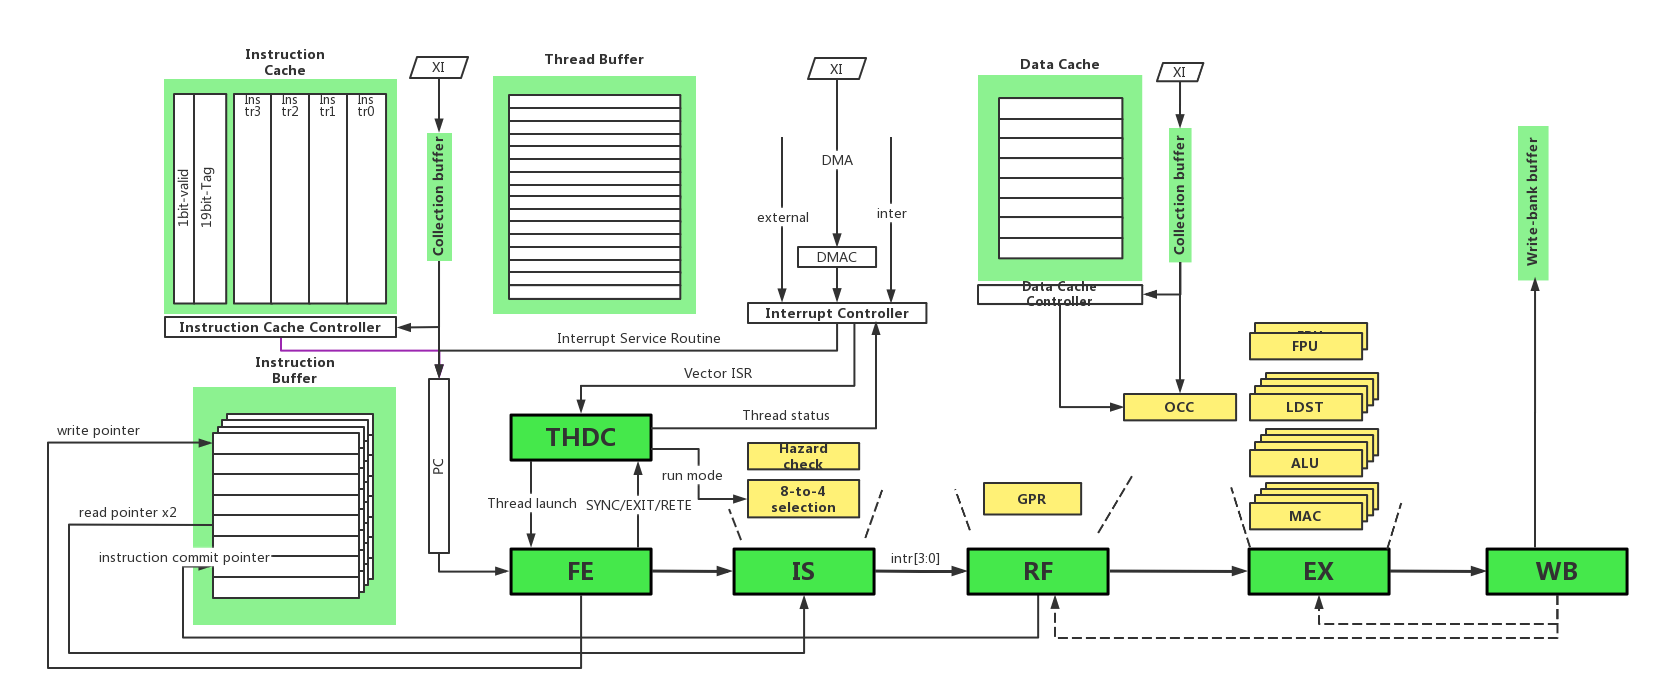 Instruction
Cache
XI
Thread Buffer
XI
Data Cache
XI
Ins
tr3
Ins
tr2
Ins
tr1
Ins
tr0
1bit-valid
19bit-Tag
Collection buffer
DMA
external
inter
DMAC
Collection buffer
Write-bank buffer
Data Cache
Controller
Interrupt Controller
Instruction Cache Controller
Interrupt Service Routine
Instruction
Buffer
Vector ISR
FPU
FPU
OCC
LDST
Thread status
write pointer
THDC
Hazard
check
ALU
PC
run mode
8-to-4
selection
GPR
Thread launch
SYNC/EXIT/RETE
read pointer x2
MAC
instruction commit pointer
intr[3:0]
FE
IS
RF
EX
WB